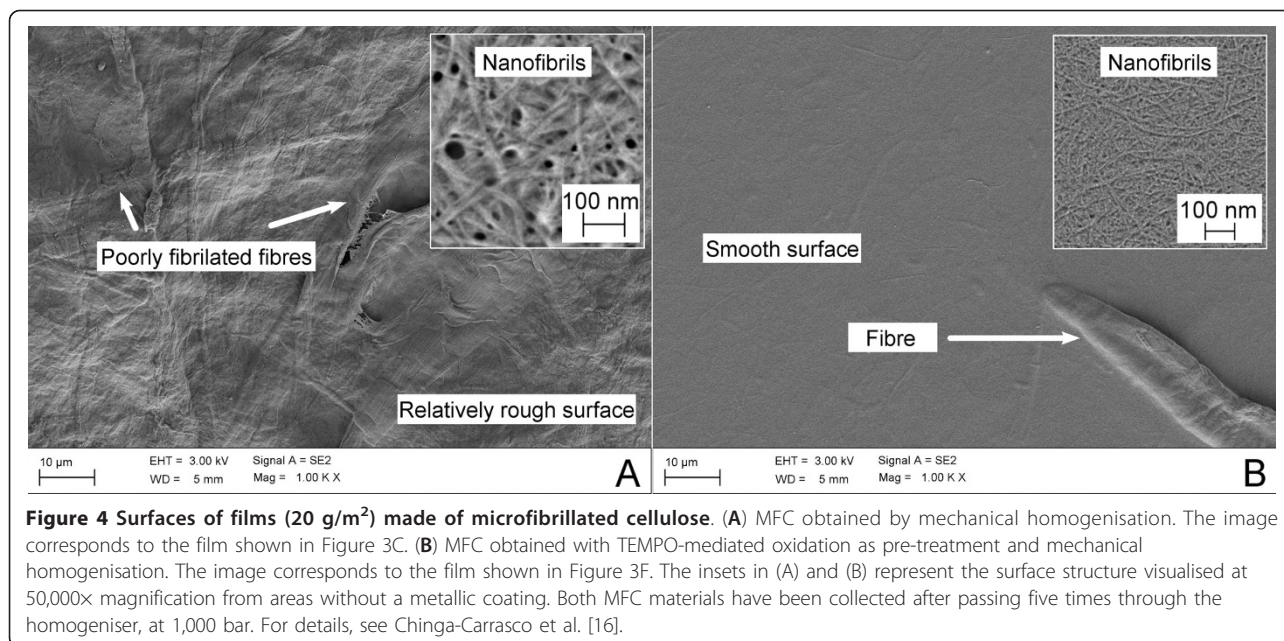 Nanofibrils
100 nm
Poorly fibrilated fibres
Relatively rough surface
10 µm
EHT = 3.00 kV
Signal A = SE2
WD = 5 mm
Mag = 1.00 K X
A
Nanofibrils
100 nm
Smooth surface
Fibre
10 µm
EHT = 3.00 kV
Signal A = SE2
WD = 5 mm
Mag = 1.00 K X
B
Figure 4 Surfaces of films (20 g/m²) made of microfibrillated cellulose. (A) MFC obtained by mechanical homogenisation. The image
corresponds to the film shown in Figure 3C. (B) MFC obtained with TEMPO-mediated oxidation as pre-treatment and mechanical
homogenisation. The image corresponds to the film shown in Figure 3F. The insets in (A) and (B) represent the surface structure visualised at
50,000× magnification from areas without a metallic coating. Both MFC materials have been collected after passing five times through the
homogeniser, at 1,000 bar. For details, see Chinga-Carrasco et al. [16].